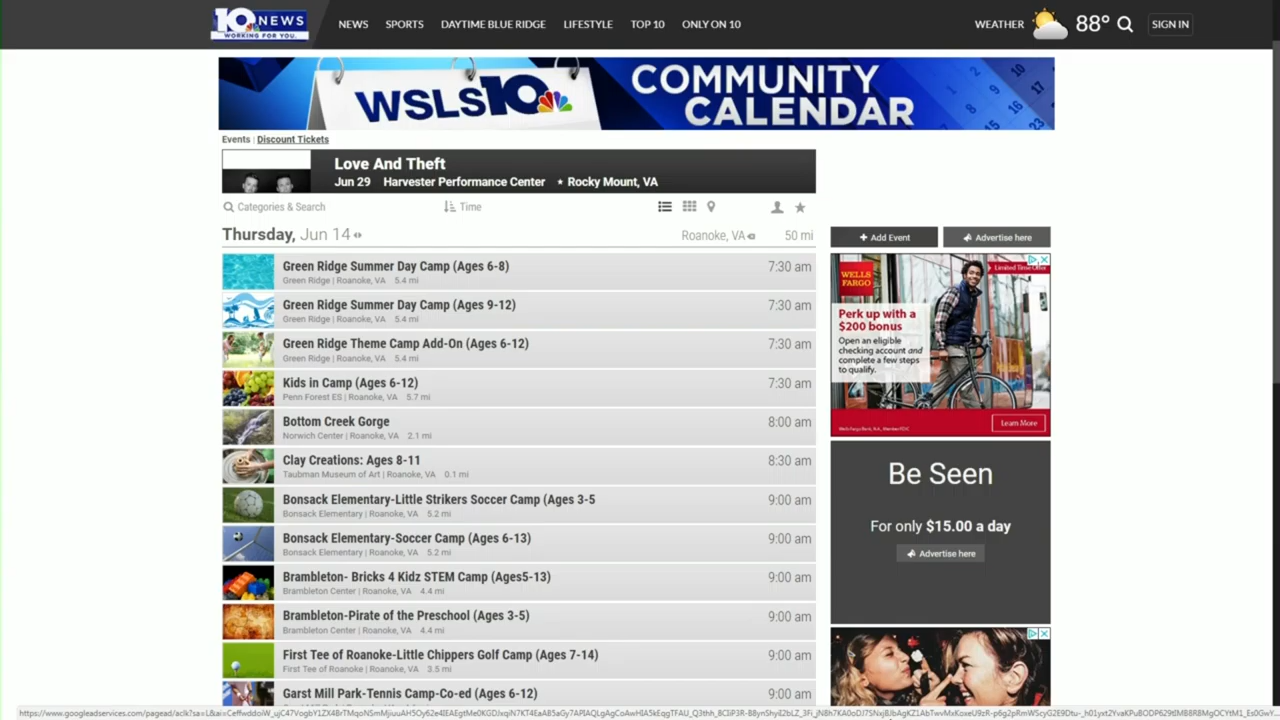 10 NEWS
WORKING FOR YOU.
NEWS SPORTS DAYTIME BLUE RIDGE LIFESTYLE TOP 10 ONLY ON 10
WEATHER 88° SIGN IN
WSLS10
COMMUNITY CALENDAR
Events | Discount Tickets
Love And Theft
Jun 29 Harvester Performance Center ★ Rocky Mount, VA
Categories & Search
Time
Thursday, Jun 14
Roanoke, VA 50 mi
Green Ridge Summer Day Camp (Ages 6-8) 7:30 am
Green Ridge | Roanoke, VA 5.4 mi
Green Ridge Summer Day Camp (Ages 9-12) 7:30 am
Green Ridge | Roanoke, VA 5.4 mi
Green Ridge Theme Camp Add-On (Ages 6-12) 7:30 am
Green Ridge | Roanoke, VA 5.4 mi
Kids in Camp (Ages 6-12) 7:30 am
Penn Forest ES | Roanoke, VA 5.7 mi
Bottom Creek Gorge 8:00 am
Norwich Center | Roanoke, VA 2.1 mi
Clay Creations: Ages 8-11 8:30 am
Taubman Museum of Art | Roanoke, VA 0.1 mi
Bonsack Elementary-Little Strikers Soccer Camp (Ages 3-5 9:00 am
Bonsack Elementary | Roanoke, VA 5.2 mi
Bonsack Elementary-Soccer Camp (Ages 6-13) 9:00 am
Bonsack Elementary | Roanoke, VA 5.2 mi
Brambleton- Bricks 4 Kidz STEM Camp (Ages5-13) 9:00 am
Brambleton Center | Roanoke, VA 4.4 mi
Brambleton-Pirate of the Preschool (Ages 3-5) 9:00 am
Brambleton Center | Roanoke, VA 4.4 mi
First Tee of Roanoke-Little Chippers Golf Camp (Ages 7-14) 9:00 am
First Tee of Roanoke | Roanoke, VA 3.5 mi
Garst Mill Park-Tennis Camp-Co-ed (Ages 6-12) 9:00 am
+ Add Event
Advertise here
WELLS FARGO
Limited Time Offer
Perk up with a
$200 bonus
Open an eligible
checking account and
complete a few steps
to qualify.
Learn More
Be Seen
For only $15.00 a day
Advertise here